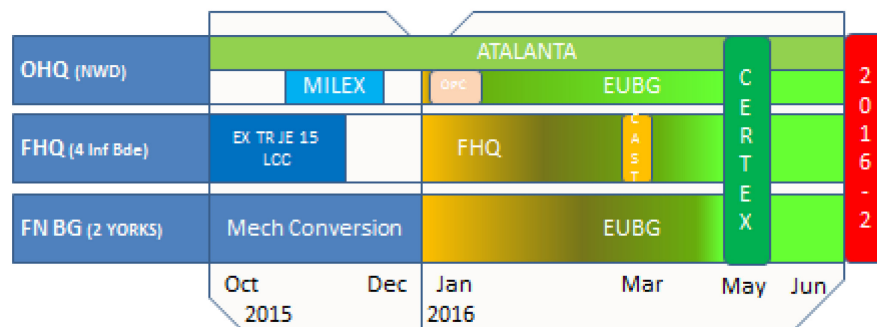 ATALANTA
OHQ (NWD)
MILEX
OPC
EUBG
FHQ (4 Inf Bde)
EX TR JE 15
LCC
FHQ
CAST
FN BG (2 YORKS)
Mech Conversion
EUBG
CERTEX
2016-2
Oct
Dec
Jan
Mar
May
Jun
2015
2016